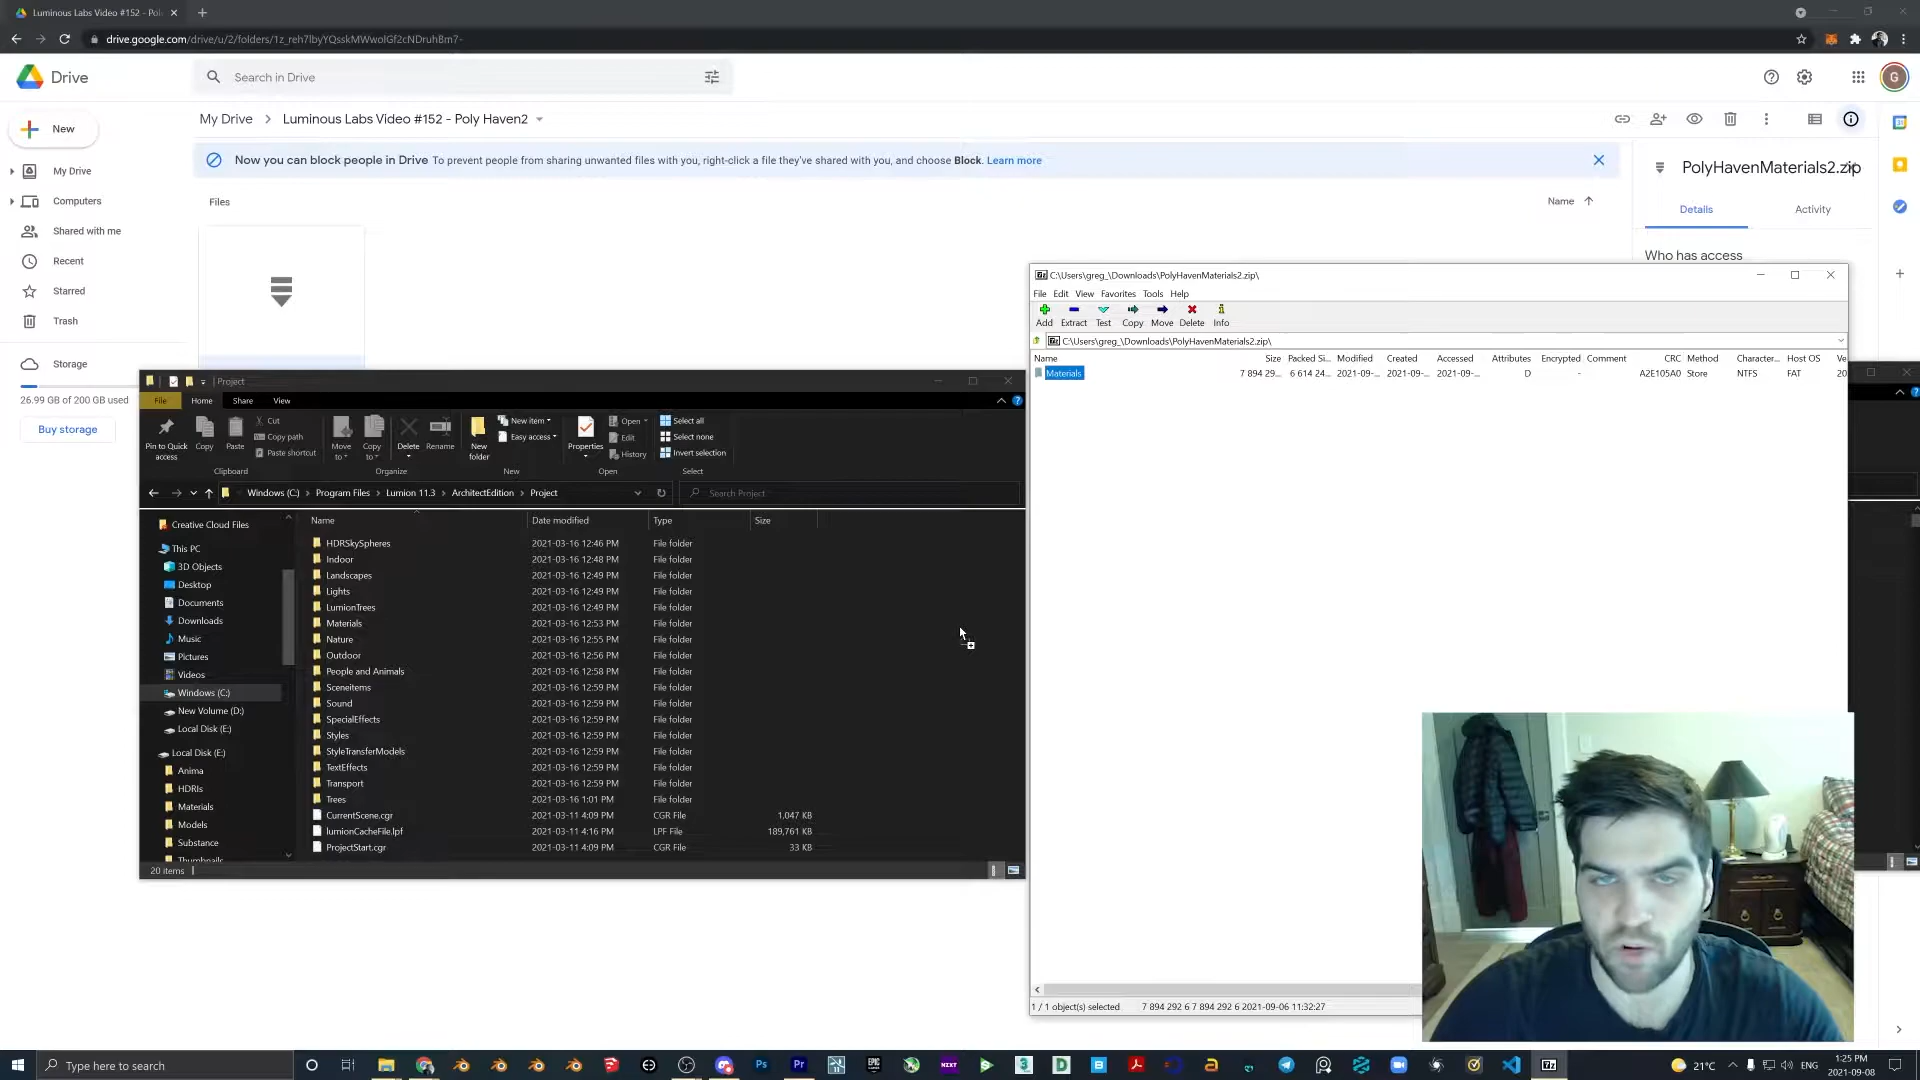 Luminous Labs Video #152 - Pol
drive.google.com/drive/u/2/folders/1z_reh7lbyYQsskMWwolGf2cNDruhBm7-
Drive
Search in Drive
G
New
My Drive
Computers
Shared with me
Recent
Starred
Trash
Storage
26.99 GB of 200 GB used
Buy storage
My Drive > Luminous Labs Video #152 - Poly Haven2
Now you can block people in Drive To prevent people from sharing unwanted files with you, right-click a file they've shared with you, and choose Block. Learn more
Files
Name
PolyHavenMaterials2.zip
Details Activity
Who has access
Project
File Home Share View
Pin to Quick access
Copy
Paste
Cut
Copy path
Paste shortcut
Clipboard
Move to
Copy to
Delete
Rename
Organize
New folder
New item
Easy access
New
Properties
Open
Edit
History
Open
Select all
Select none
Invert selection
Select
Windows (C:) > Program Files > Lumion 11.3 > ArchitectEdition > Project
Search Project
Creative Cloud Files
This PC
3D Objects
Desktop
Documents
Downloads
Music
Pictures
Videos
Windows (C:)
New Volume (D:)
Local Disk (E:)
Local Disk (E:)
Anima
HDRIs
Materials
Models
Substance
Thumbnails
Name Date modified Type Size
HDRSkySpheres 2021-03-16 12:46 PM File folder
Indoor 2021-03-16 12:48 PM File folder
Landscapes 2021-03-16 12:49 PM File folder
Lights 2021-03-16 12:49 PM File folder
LumionTrees 2021-03-16 12:49 PM File folder
Materials 2021-03-16 12:53 PM File folder
Nature 2021-03-16 12:55 PM File folder
Outdoor 2021-03-16 12:56 PM File folder
People and Animals 2021-03-16 12:58 PM File folder
Sceneitems 2021-03-16 12:59 PM File folder
Sound 2021-03-16 12:59 PM File folder
SpecialEffects 2021-03-16 12:59 PM File folder
Styles 2021-03-16 12:59 PM File folder
StyleTransferModels 2021-03-16 12:59 PM File folder
TextEffects 2021-03-16 12:59 PM File folder
Transport 2021-03-16 12:59 PM File folder
Trees 2021-03-16 1:01 PM File folder
CurrentScene.cgr 2021-03-11 4:09 PM CGR File 1,047 KB
lumionCacheFile.lpf 2021-03-11 4:16 PM LPF File 189,761 KB
ProjectStart.cgr 2021-03-11 4:09 PM CGR File 33 KB
20 items
C:\Users\greg_\Downloads\PolyHavenMaterials2.zip\
File Edit View Favorites Tools Help
Add Extract Test Copy Move Delete Info
C:\Users\greg_\Downloads\PolyHavenMaterials2.zip\
Name Size Packed Si... Modified Created Accessed Attributes Encrypted Comment CRC Method Character... Host OS Ve
Materials 7 894 29... 6 614 24... 2021-09-... 2021-09-... 2021-09-... D - A2E105A0 Store NTFS FAT 20
1 / 1 object(s) selected 7 894 292 6 7 894 292 6 2021-09-06 11:32:27
Type here to search
Ps
Pr
EPIC
NIXT
3
D
B
21°C
ENG
1:25 PM
2021-09-08